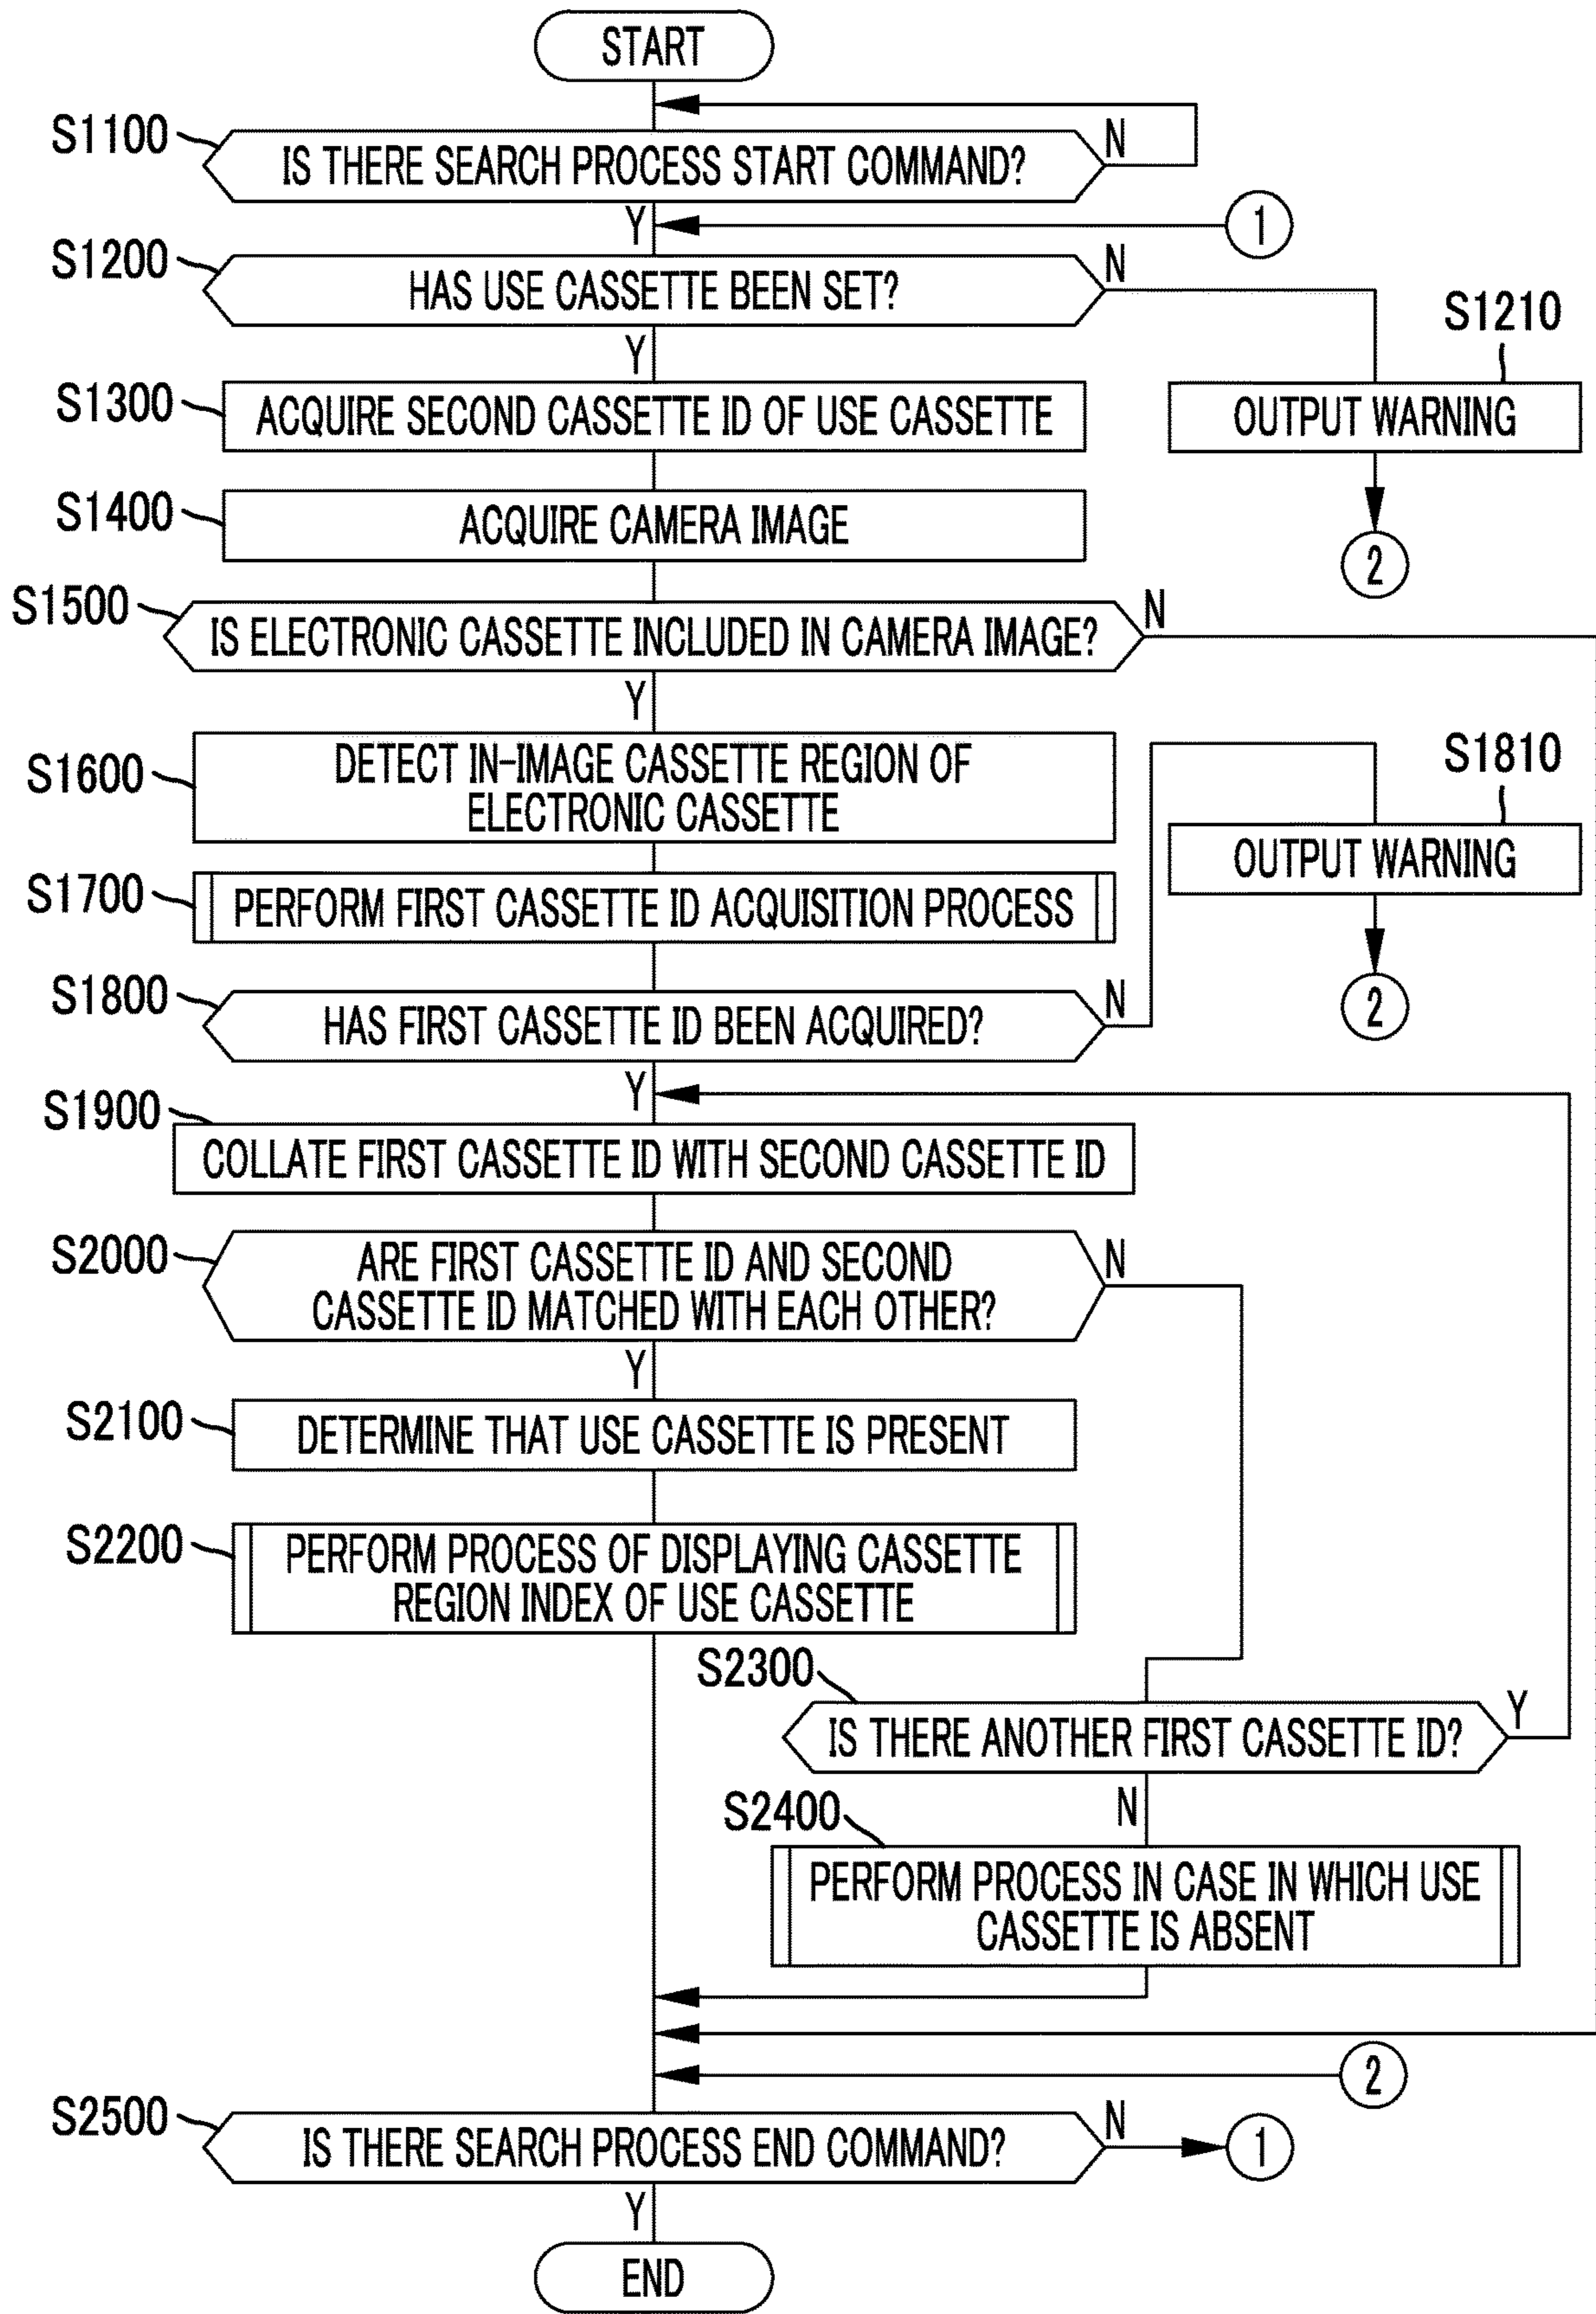 START
S1100
IS THERE SEARCH PROCESS START COMMAND?
N
Y
1
S1200
HAS USE CASSETTE BEEN SET?
N
Y
S1210
OUTPUT WARNING
2
S1300
ACQUIRE SECOND CASSETTE ID OF USE CASSETTE
S1400
ACQUIRE CAMERA IMAGE
S1500
IS ELECTRONIC CASSETTE INCLUDED IN CAMERA IMAGE?
N
Y
S1600
DETECT IN-IMAGE CASSETTE REGION OF
ELECTRONIC CASSETTE
S1700
PERFORM FIRST CASSETTE ID ACQUISITION PROCESS
S1800
HAS FIRST CASSETTE ID BEEN ACQUIRED?
N
Y
S1810
OUTPUT WARNING
2
S1900
COLLATE FIRST CASSETTE ID WITH SECOND CASSETTE ID
S2000
ARE FIRST CASSETTE ID AND SECOND
CASSETTE ID MATCHED WITH EACH OTHER?
N
Y
S2100
DETERMINE THAT USE CASSETTE IS PRESENT
S2200
PERFORM PROCESS OF DISPLAYING CASSETTE
REGION INDEX OF USE CASSETTE
S2300
IS THERE ANOTHER FIRST CASSETTE ID?
Y
N
S2400
PERFORM PROCESS IN CASE IN WHICH USE
CASSETTE IS ABSENT
2
S2500
IS THERE SEARCH PROCESS END COMMAND?
N
1
Y
END